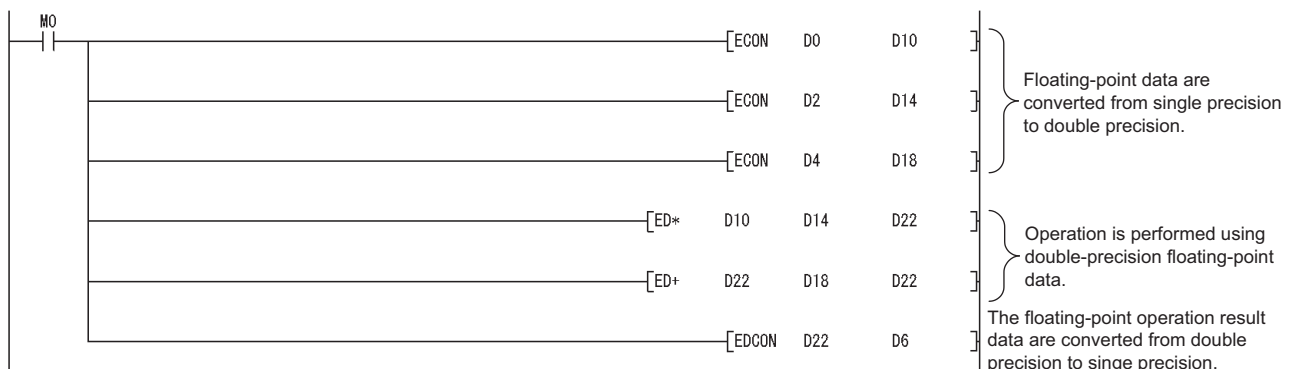 M0
[ECON D0 D10 ]
[ECON D2 D14 ]
[ECON D4 D18 ]
Floating-point data are
converted from single precision
to double precision.
[ED* D10 D14 D22 ]
[ED+ D22 D18 D22 ]
Operation is performed using
double-precision floating-point
data.
[EDCON D22 D6 ]
The floating-point operation result
data are converted from double
precision to singe precision.